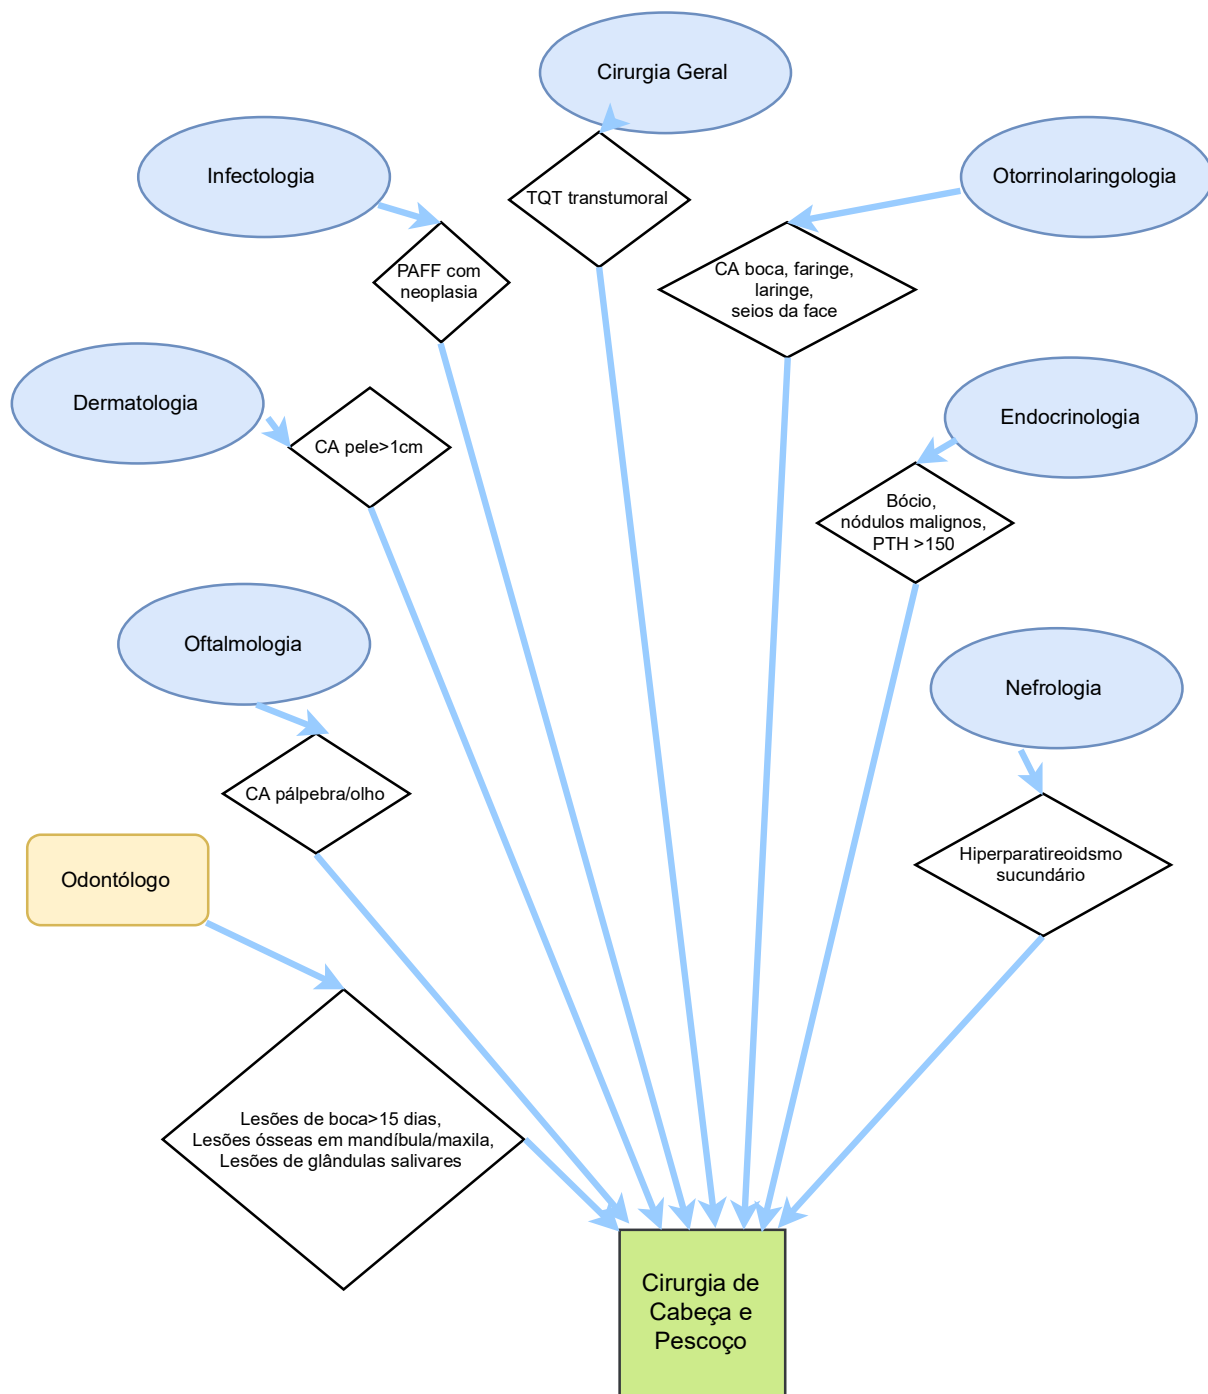 Cirurgia Geral
Infectologia
Otorrinolaringologia
TQT transtumoral
PAFF com
neoplasia
CA boca, faringe,
laringe,
seios da face
Dermatologia
CA pele>1cm
Endocrinologia
Bócio,
nódulos malignos,
PTH >150
Oftalmologia
Nefrologia
CA pálpebra/olho
Hiperparatireoidsmo
sucundário
Odontólogo
Lesões de boca>15 dias,
Lesões ósseas em mandíbula/maxila,
Lesões de glândulas salivares
Cirurgia de
Cabeça e
Pescoço